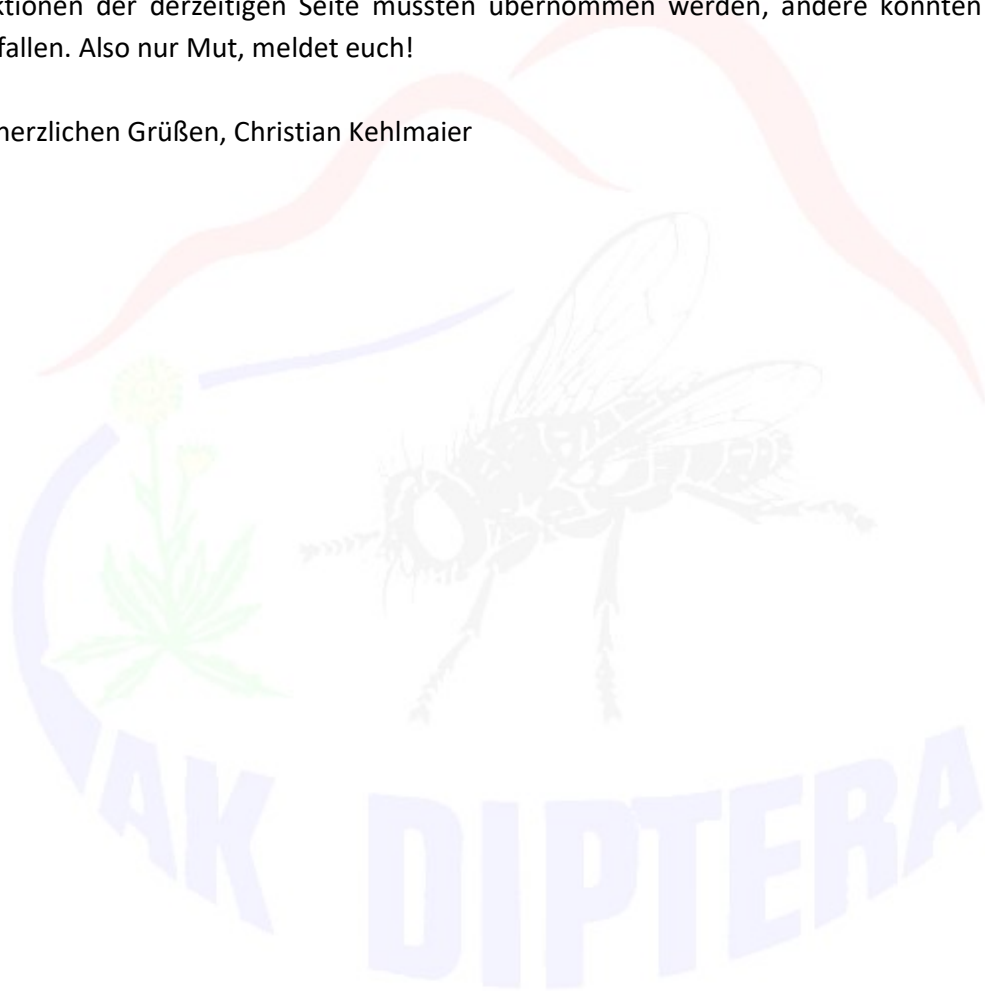 ktionen der derzeitigen Seite müssten übernommen werden, andere könnten
fallen. Also nur Mut, meldet euch!
herzlichen Grüßen, Christian Kehlmaier
AK DIPTERA